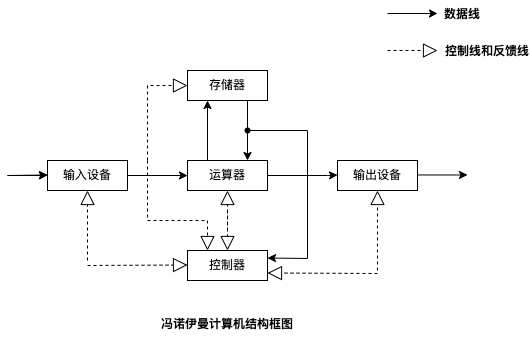 数据线
控制线和反馈线
存储器
输入设备
运算器
输出设备
控制器
冯诺伊曼计算机结构框图